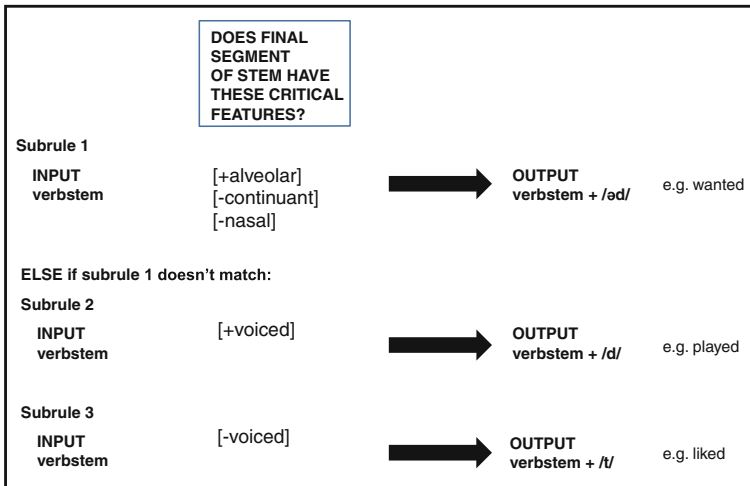 DOES FINAL
SEGMENT
OF STEM HAVE
THESE CRITICAL
FEATURES?
Subrule 1
INPUT
verbstem
[+alveolar]
[-continuant]
[-nasal]
OUTPUT
verbstem + /əd/
e.g. wanted
ELSE if subrule 1 doesn't match:
Subrule 2
INPUT
verbstem
[+voiced]
OUTPUT
verbstem + /d/
e.g. played
Subrule 3
INPUT
verbstem
[-voiced]
OUTPUT
verbstem + /t/
e.g. liked